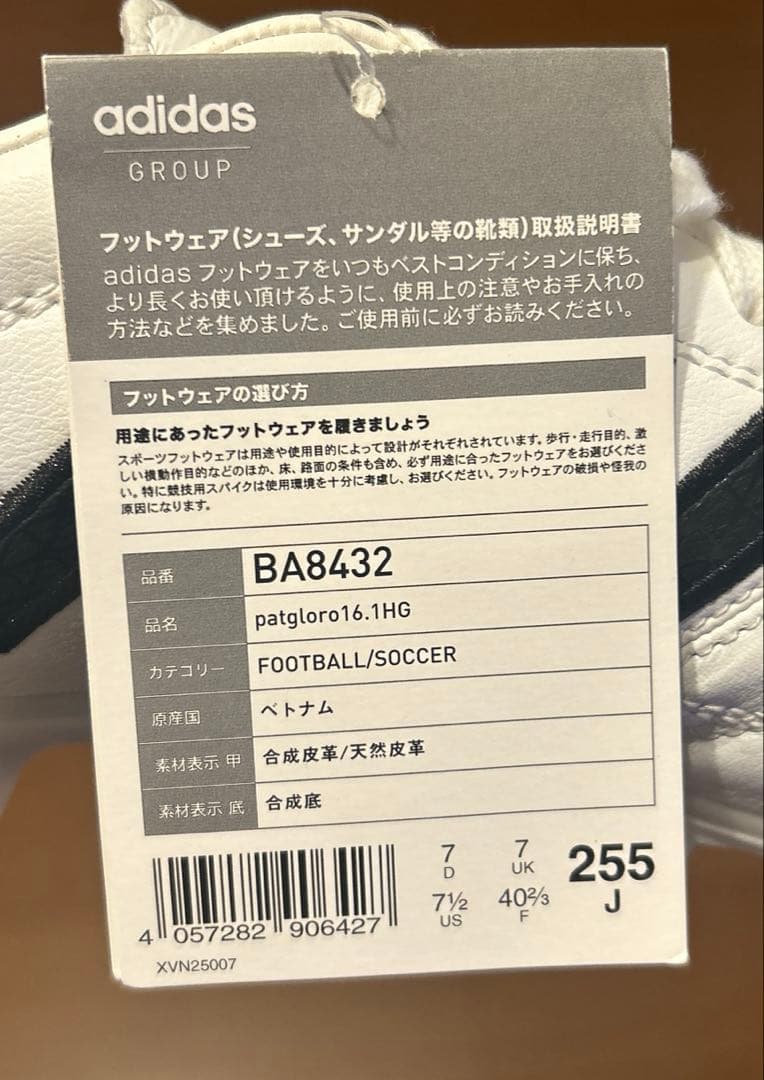 adidas
GROUP
フットウェア(シューズ、サンダル等の靴類)取扱説明書
adidas フットウェアをいつもベストコンディションに保ち、
より長くお使い頂けるように、使用上の注意やお手入れの
方法などを集めました。ご使用前に必ずお読みください。
フットウェアの選び方
用途にあったフットウェアを履きましょう
スポーツフットウェアは用途や使用目的によって設計がそれぞれされています。歩行・走行目的、激
しい横動作目的などのほか、床、路面の条件も含め、必ず用途に合ったフットウェアをお選びくださ
い。特に競技用スパイクは使用環境を十分に考慮し、お選びください。フットウェアの破損や怪我の
原因になります。
品番 BA8432
品名 patgloro16.1HG
カテゴリー FOOTBALL/SOCCER
原産国 ベトナム
素材表示 甲 合成皮革/天然皮革
素材表示 底 合成底
7 D 7 UK 255 J
7½ US 40⅔ F
4 057282 906427
XVN25007